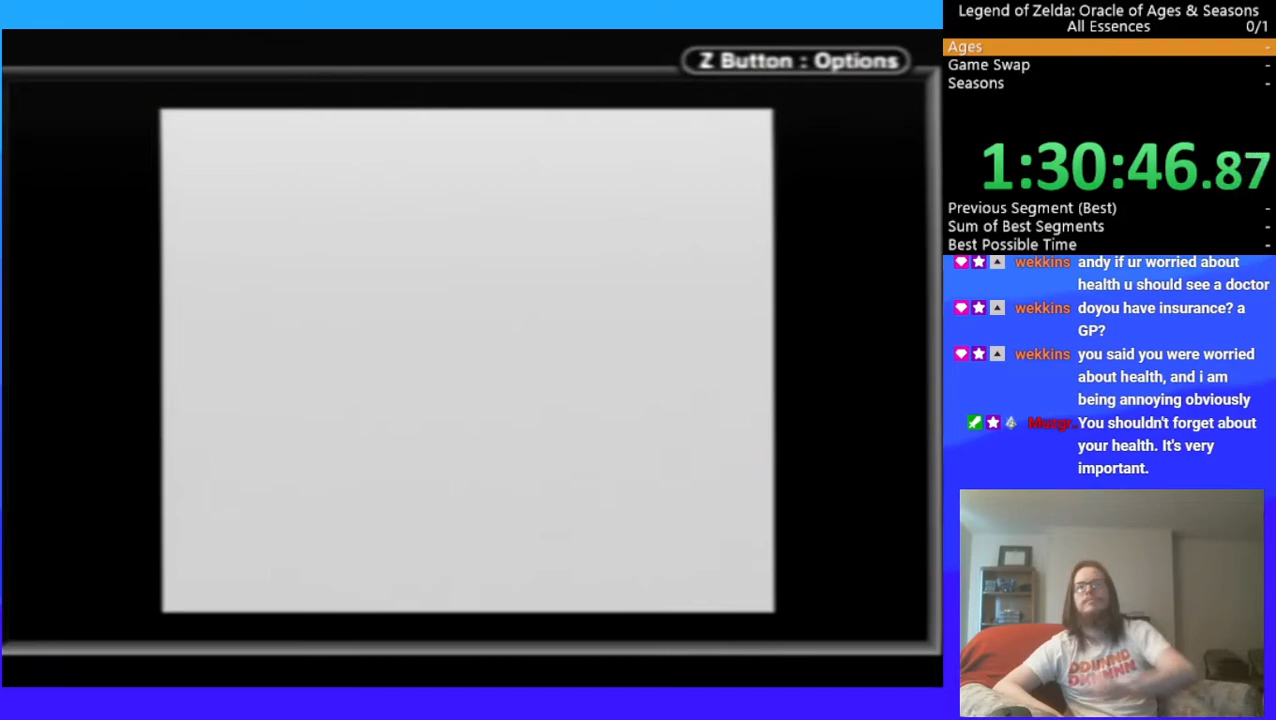 Z Button : Options
Legend of Zelda: Oracle of Ages & Seasons
All Essences 0/1
Ages -
Game Swap -
Seasons -
1:30:46.87
Previous Segment (Best) -
Sum of Best Segments -
Best Possible Time -
wekkins andy if ur worried about
health u should see a doctor
wekkins doyou have insurance? a
GP?
wekkins you said you were worried
about health, and i am
being annoying obviously
You shouldn't forget about
your health. It's very
important.